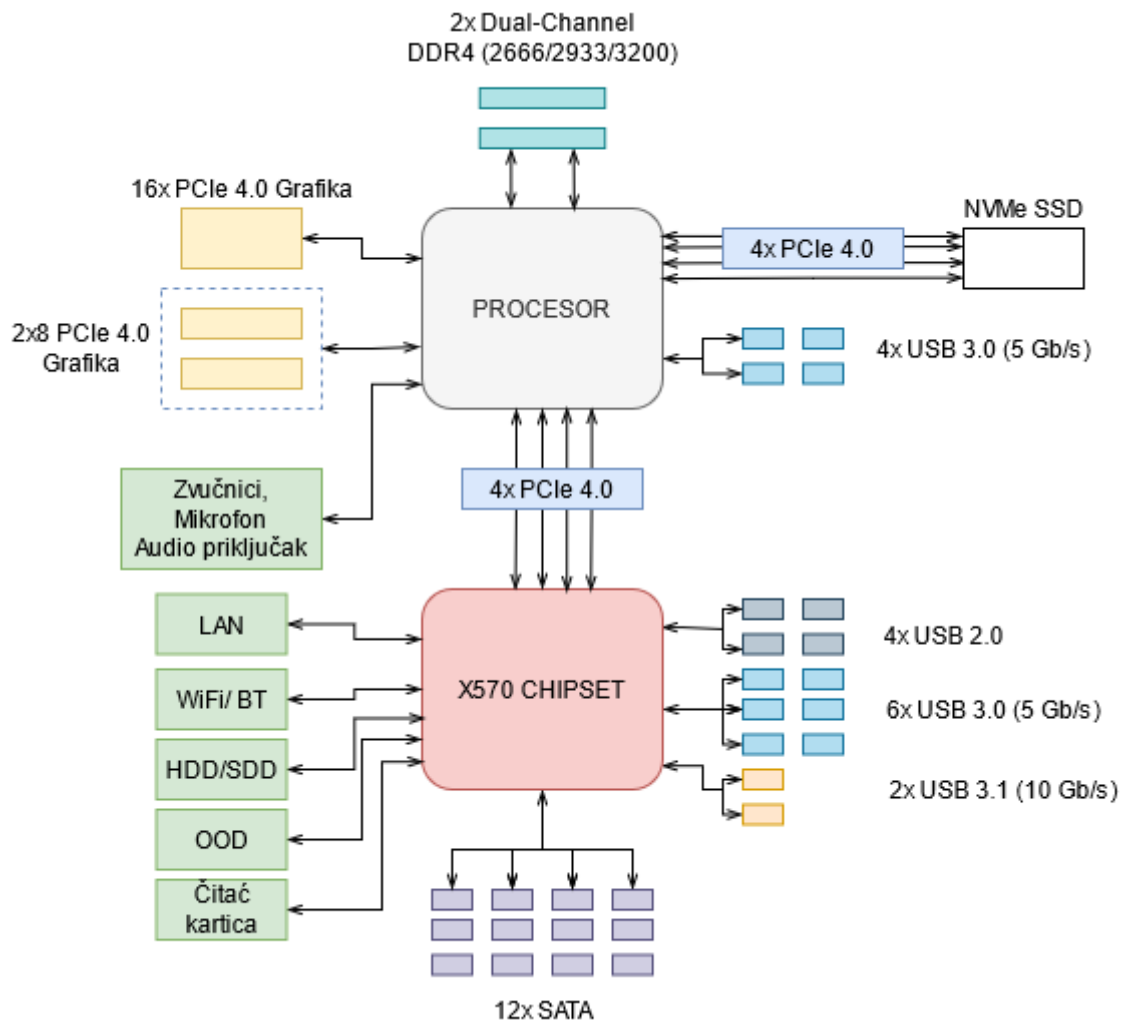 2x Dual-Channel
DDR4 (2666/2933/3200)
16x PCIe 4.0 Grafika
NVMe SSD
4x PCIe 4.0
PROCESOR
2x8 PCIe 4.0
Grafika
4x USB 3.0 (5 Gb/s)
4x PCIe 4.0
Zvučnici,
Mikrofon
Audio priključak
LAN
4x USB 2.0
WiFi/ BT
X570 CHIPSET
6x USB 3.0 (5 Gb/s)
HDD/SDD
2x USB 3.1 (10 Gb/s)
OOD
Čitać
kartica
12x SATA